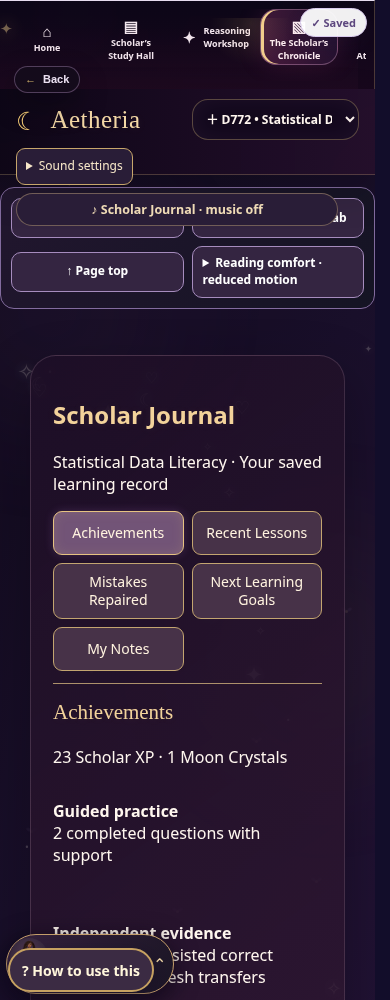 Home
Scholar's
Study Hall
Reasoning
Workshop
The Scholar's
Chronicle
✓ Saved
At
← Back
Aetheria
+ D772 • Statistical D
▶ Sound settings
♪ Scholar Journal · music off
ab
↑ Page top
▶ Reading comfort ·
reduced motion
Scholar Journal
Statistical Data Literacy · Your saved
learning record
Achievements
Recent Lessons
Mistakes
Repaired
Next Learning
Goals
My Notes
Achievements
23 Scholar XP · 1 Moon Crystals
Guided practice
2 completed questions with
support
Independent evidence
sisted correct
esh transfers
? How to use this